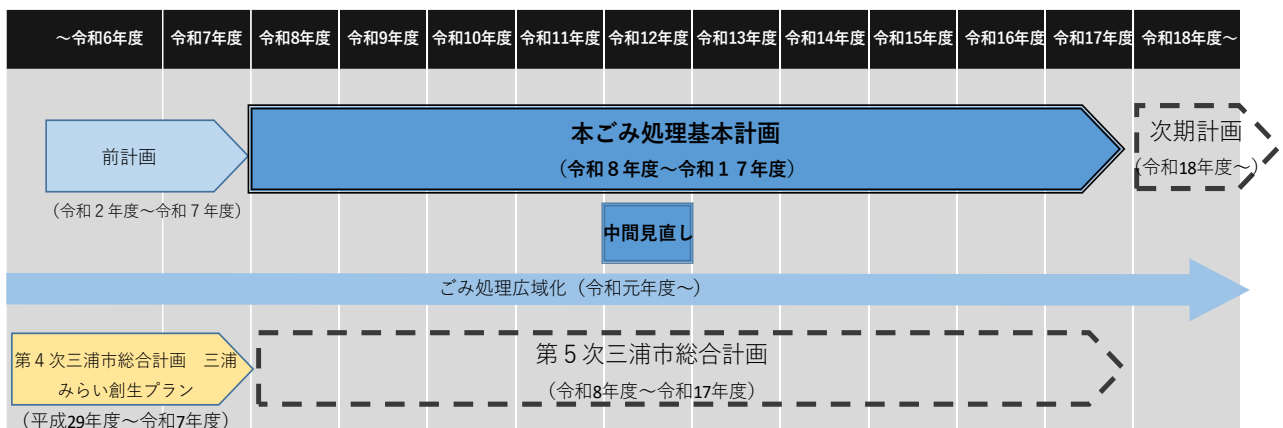 ～令和6年度 令和7年度 令和8年度 令和9年度 令和10年度 令和11年度 令和12年度 令和13年度 令和14年度 令和15年度 令和16年度 令和17年度 令和18年度～
前計画
（令和２年度～令和７年度）
本ごみ処理基本計画
（令和８年度～令和１７年度）
次期計画
（令和18年度～）
中間見直し
ごみ処理広域化（令和元年度～）
第４次三浦市総合計画　三浦
みらい創生プラン
（平成29年度～令和7年度）
第５次三浦市総合計画
（令和8年度～令和17年度）